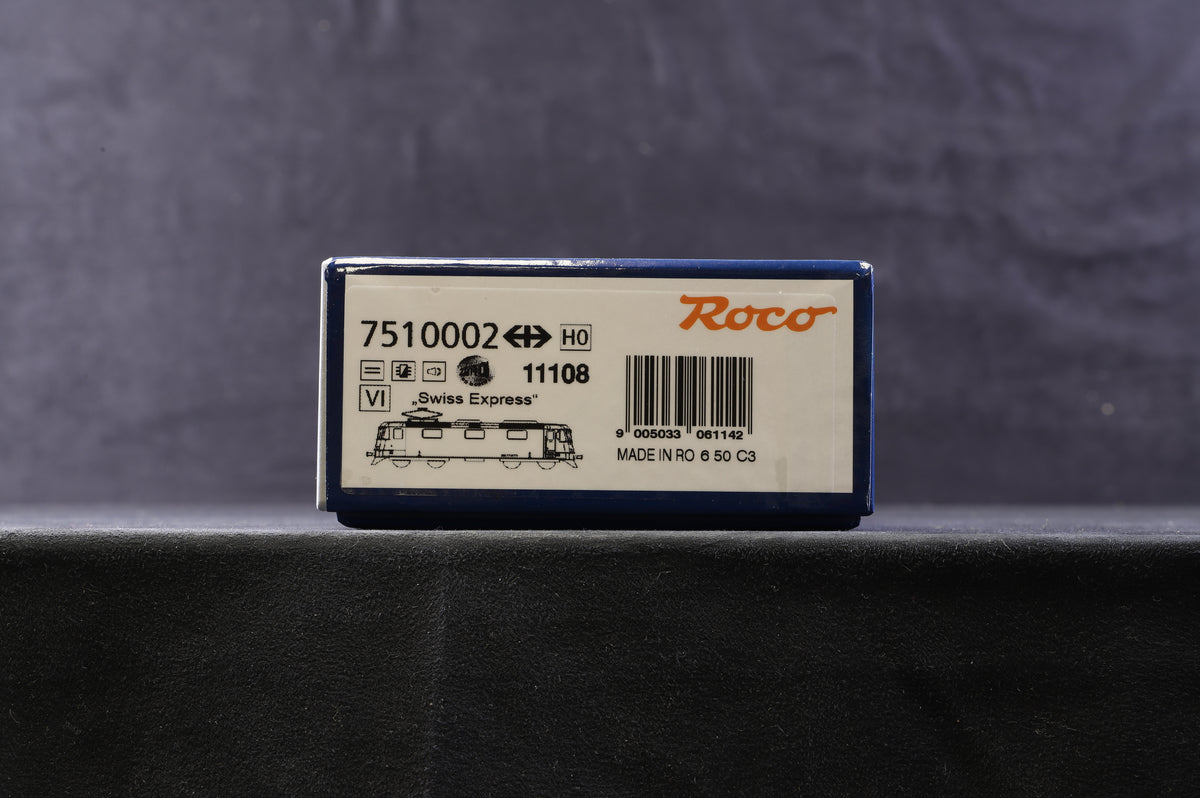 Roco
7510002 H0
11108
VI
„Swiss Express“
9 005033 061142
MADE IN RO 6 50 C3